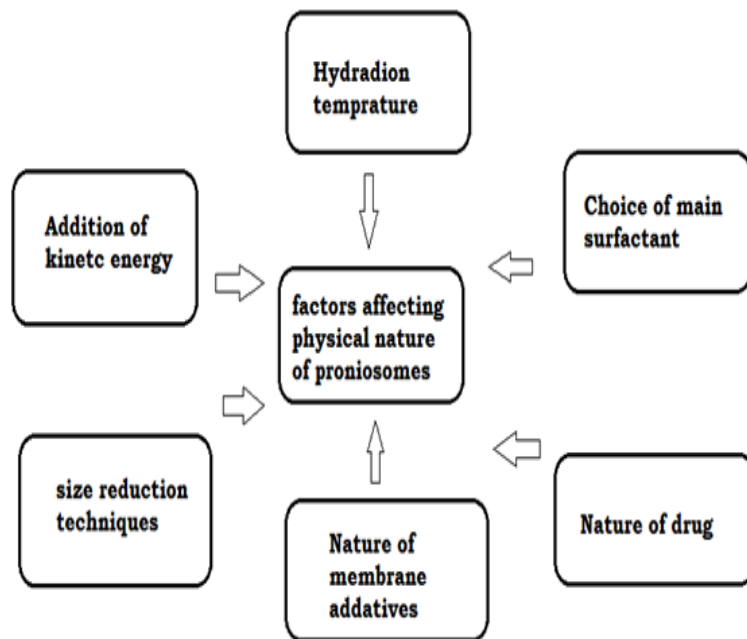 Hydradion
temprature
Addition of
kinetc energy
Choice of main
surfactant
factors affecting
physical nature
of proniosomes
size reduction
techniques
Nature of
membrane
addatives
Nature of drug